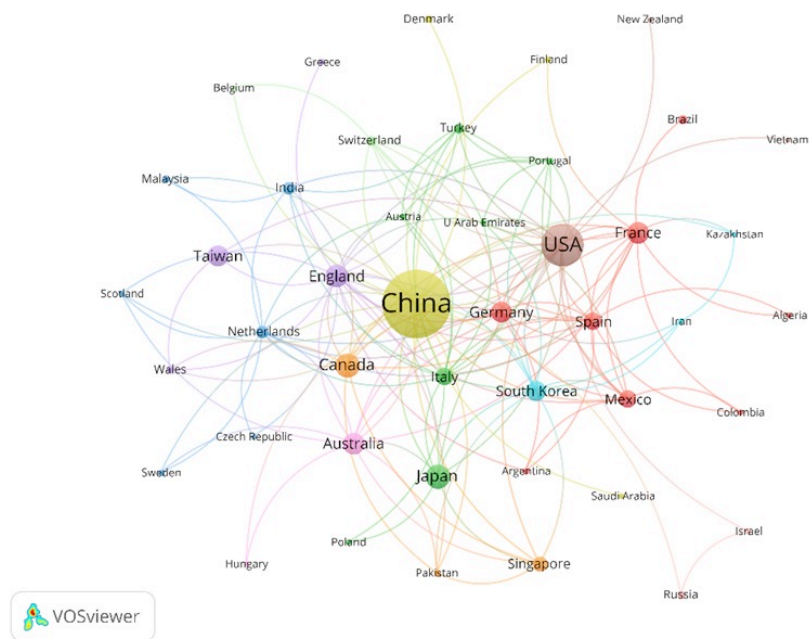 Denmark
New Zealand
Greece
Finland
Belgium
Brazil
Turkey
Switzerland
Vietnam
Portugal
Malaysia
India
Austria
U Arab Emirates
France
Kazakhstan
USA
Taiwan
England
Scotland
China
Germany
Spain
Algeria
Iran
Netherlands
Wales
Canada
Italy
South Korea
Mexico
Colombia
Czech Republic
Australia
Sweden
Japan
Argentina
Saudi Arabia
Poland
Israel
Hungary
Pakistan
Singapore
Russia
VOSviewer